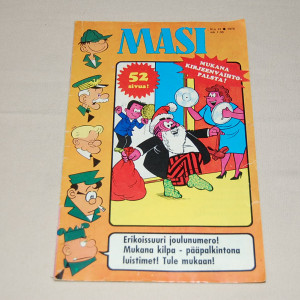 MASI
MUKANA
KIRJEENVAIHTO-
PALSTA!
52
sivua!
Erikoissuuri joulunumero!
Mukana kilpa - pääpalkintona
luistimet! Tule mukaan!